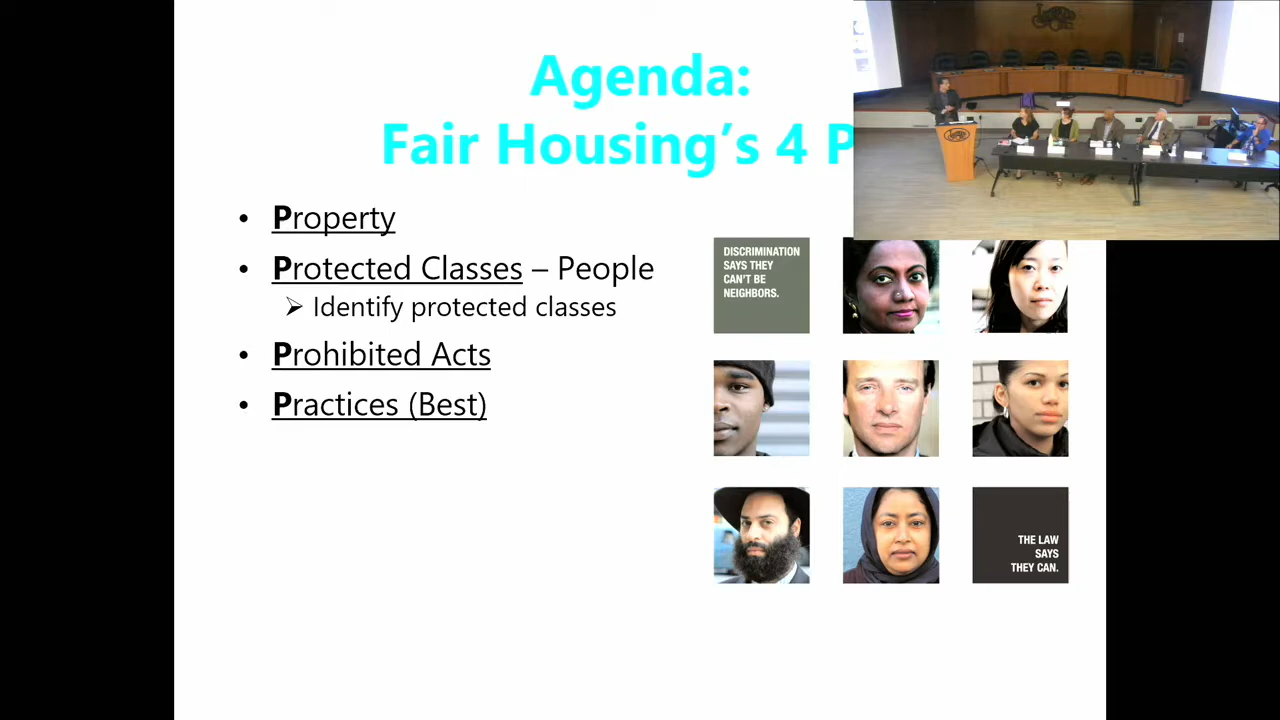 Agenda:
Fair Housing's 4 P
• Property
• Protected Classes – People
➢ Identify protected classes
• Prohibited Acts
• Practices (Best)
DISCRIMINATION
SAYS THEY
CAN'T BE
NEIGHBORS.
THE LAW
SAYS
THEY CAN.